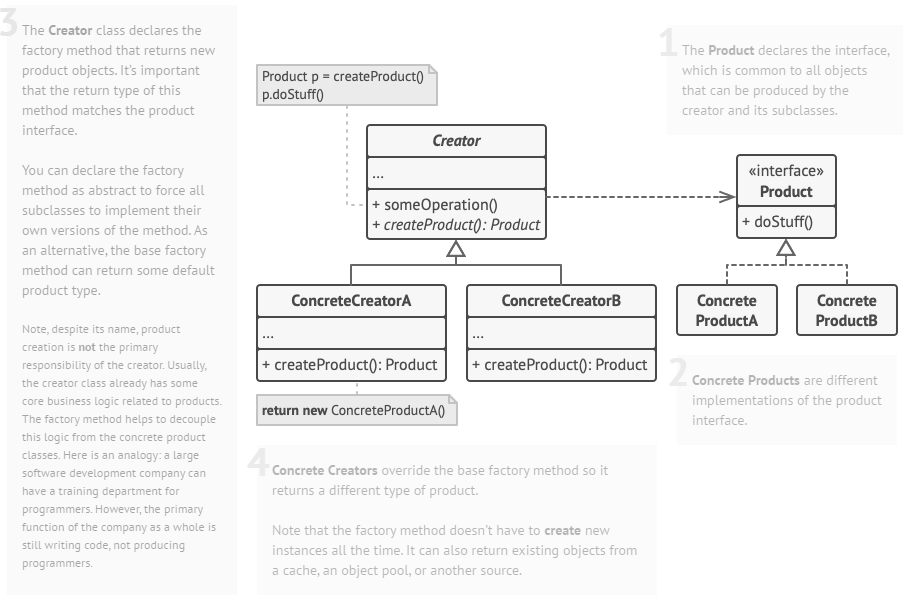 3
The Creator class declares the
factory method that returns new
product objects. It's important
that the return type of this
method matches the product
interface.
You can declare the factory
method as abstract to force all
subclasses to implement their
own versions of the method. As
an alternative, the base factory
method can return some default
product type.
Note, despite its name, product
creation is not the primary
responsibility of the creator. Usually,
the creator class already has some
core business logic related to products.
The factory method helps to decouple
this logic from the concrete product
classes. Here is an analogy: a large
software development company can
have a training department for
programmers. However, the primary
function of the company as a whole is
still writing code, not producing
programmers.
Product p = createProduct()
p.doStuff()
Creator
...
+ someOperation()
+ createProduct(): Product
ConcreteCreatorA
...
+ createProduct(): Product
ConcreteCreatorB
...
+ createProduct(): Product
return new ConcreteProductA()
1
The Product declares the interface,
which is common to all objects
that can be produced by the
creator and its subclasses.
«interface»
Product
+ doStuff()
Concrete
ProductA
Concrete
ProductB
2
Concrete Products are different
implementations of the product
interface.
4
Concrete Creators override the base factory method so it
returns a different type of product.
Note that the factory method doesn't have to create new
instances all the time. It can also return existing objects from
a cache, an object pool, or another source.